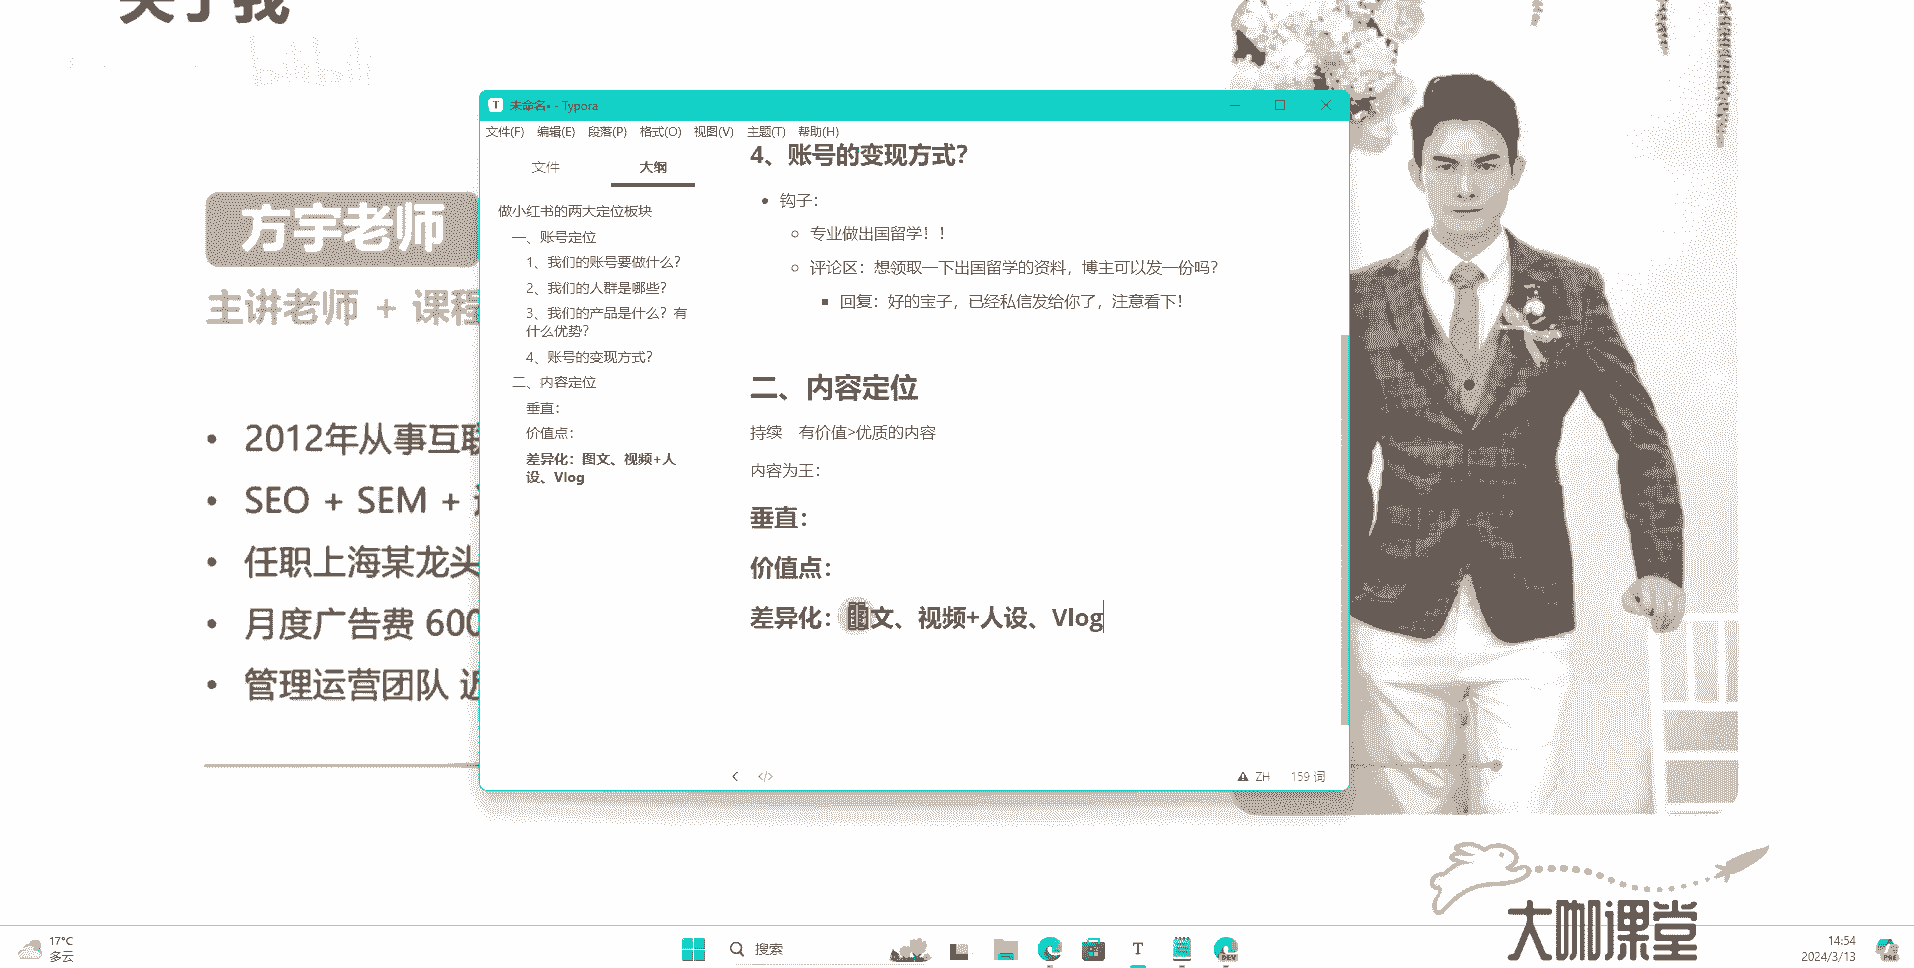 关于我
方宇老师
主讲老师 + 课程
2012年从事互联
SEO + SEM +
任职上海某龙头
月度广告费 600
管理运营团队 近
未命名• - Typora
文件(F) 编辑(E) 段落(P) 格式(O) 视图(V) 主题(T) 帮助(H)
文件 大纲
做小红书的两大定位板块
一、账号定位
1、我们的账号要做什么？
2、我们的人群是哪些？
3、我们的产品是什么？有
什么优势？
4、账号的变现方式？
二、内容定位
垂直：
价值点：
差异化：图文、视频+人
设、Vlog
4、账号的变现方式？
钩子：
专业做出国留学！！
评论区：想领取一下出国留学的资料，博主可以发一份吗？
回复：好的宝子，已经私信发给你了，注意看下！
二、内容定位
持续 有价值>优质的内容
内容为王：
垂直：
价值点：
差异化：图文、视频+人设、Vlog
</> ZH 159 词
大咖课堂
17°C
多云
搜索
T
DEV
14:54
2024/3/13
PRE